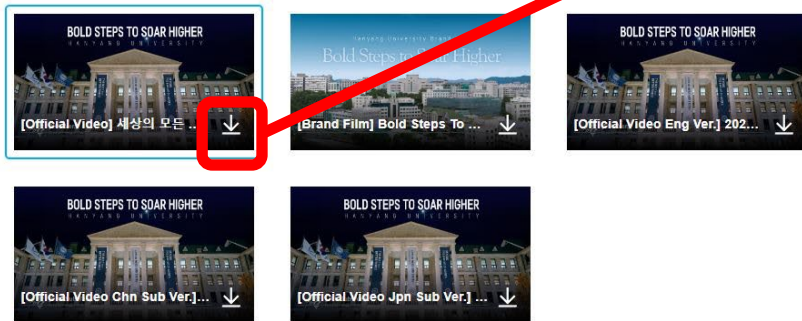 BOLD STEPS TO SOAR HIGHER
HANYANG UNIVERSITY
[Official Video] 세상의 모든 ...
Hanyang University Brand
Bold Steps to Soar Higher
[Brand Film] Bold Steps To ...
BOLD STEPS TO SOAR HIGHER
HANYANG UNIVERSITY
[Official Video Eng Ver.] 202...
BOLD STEPS TO SOAR HIGHER
HANYANG UNIVERSITY
[Official Video Chn Sub Ver.]...
BOLD STEPS TO SOAR HIGHER
HANYANG UNIVERSITY
[Official Video Jpn Sub Ver.] ...